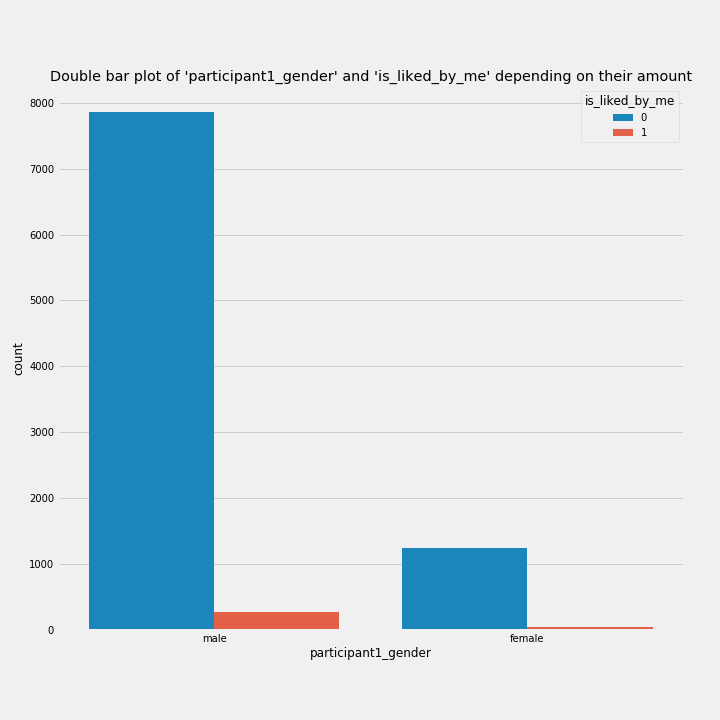 Double bar plot of 'participant1_gender' and 'is_liked_by_me' depending on their amount
is_liked_by_me
0
1
8000
7000
6000
5000
4000
3000
2000
1000
0
count
male
female
participant1_gender